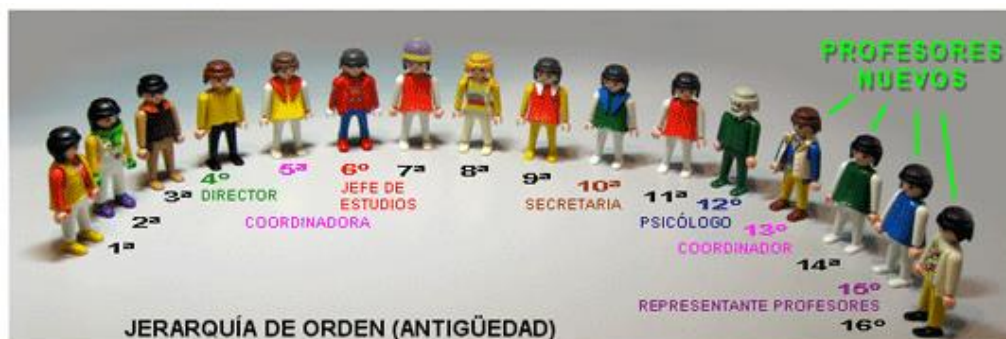 PROFESORES
NUEVOS
1ª
2ª
3ª
4º
DIRECTOR
5ª
COORDINADORA
6º
JEFE DE
ESTUDIOS
7ª
8ª
9ª
10ª
SECRETARIA
11ª
12º
PSICÓLOGO
13º
COORDINADOR
14ª
15º
REPRESENTANTE PROFESORES
16º
JERARQUÍA DE ORDEN (ANTIGÜEDAD)